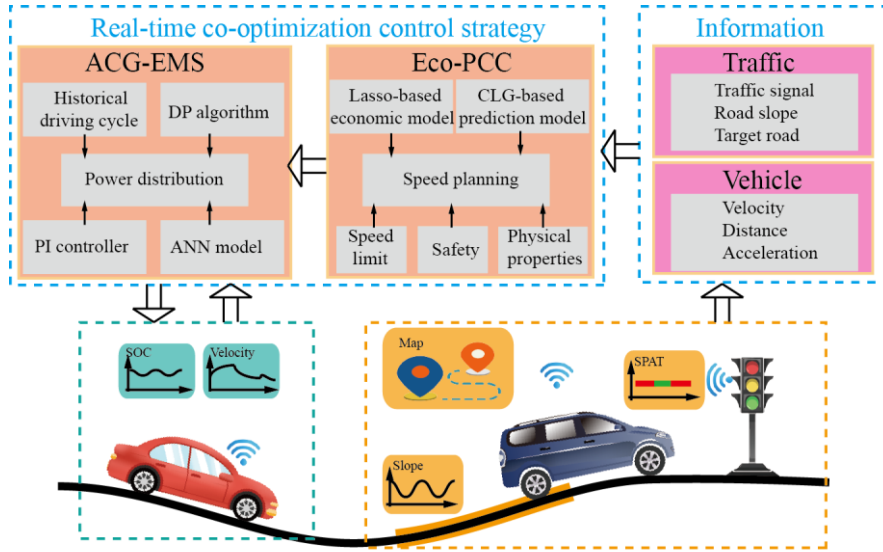 Real-time co-optimization control strategy
Information
ACG-EMS
Historical
driving cycle
DP algorithm
Power distribution
PI controller
ANN model
Eco-PCC
Lasso-based
economic model
CLG-based
prediction model
Speed planning
Speed
limit
Safety
Physical
properties
Traffic
Traffic signal
Road slope
Target road
Vehicle
Velocity
Distance
Acceleration
SOC
Velocity
Map
SPAT
Slope